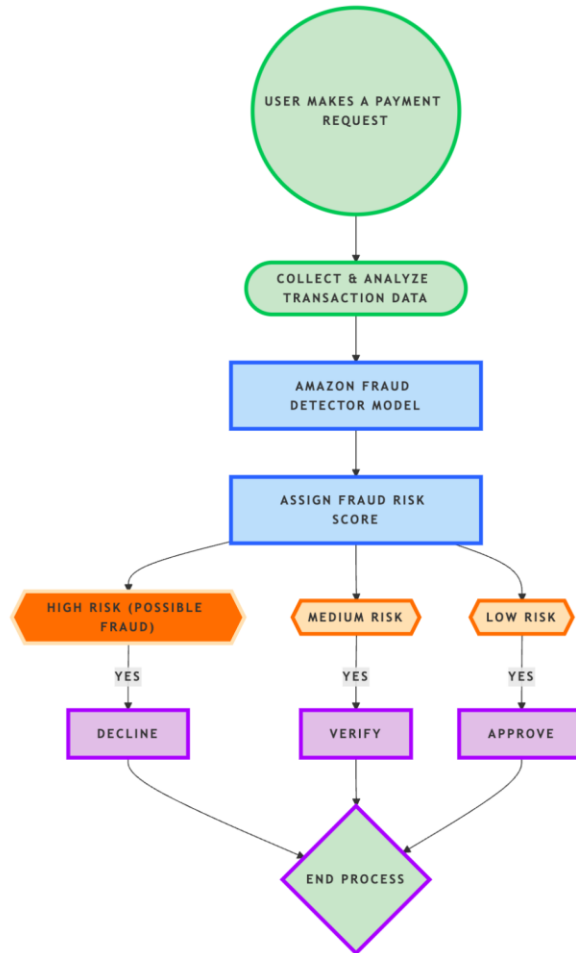 USER MAKES A PAYMENT
REQUEST
COLLECT & ANALYZE
TRANSACTION DATA
AMAZON FRAUD
DETECTOR MODEL
ASSIGN FRAUD RISK
SCORE
HIGH RISK (POSSIBLE
FRAUD)
MEDIUM RISK
LOW RISK
YES
YES
YES
DECLINE
VERIFY
APPROVE
END PROCESS